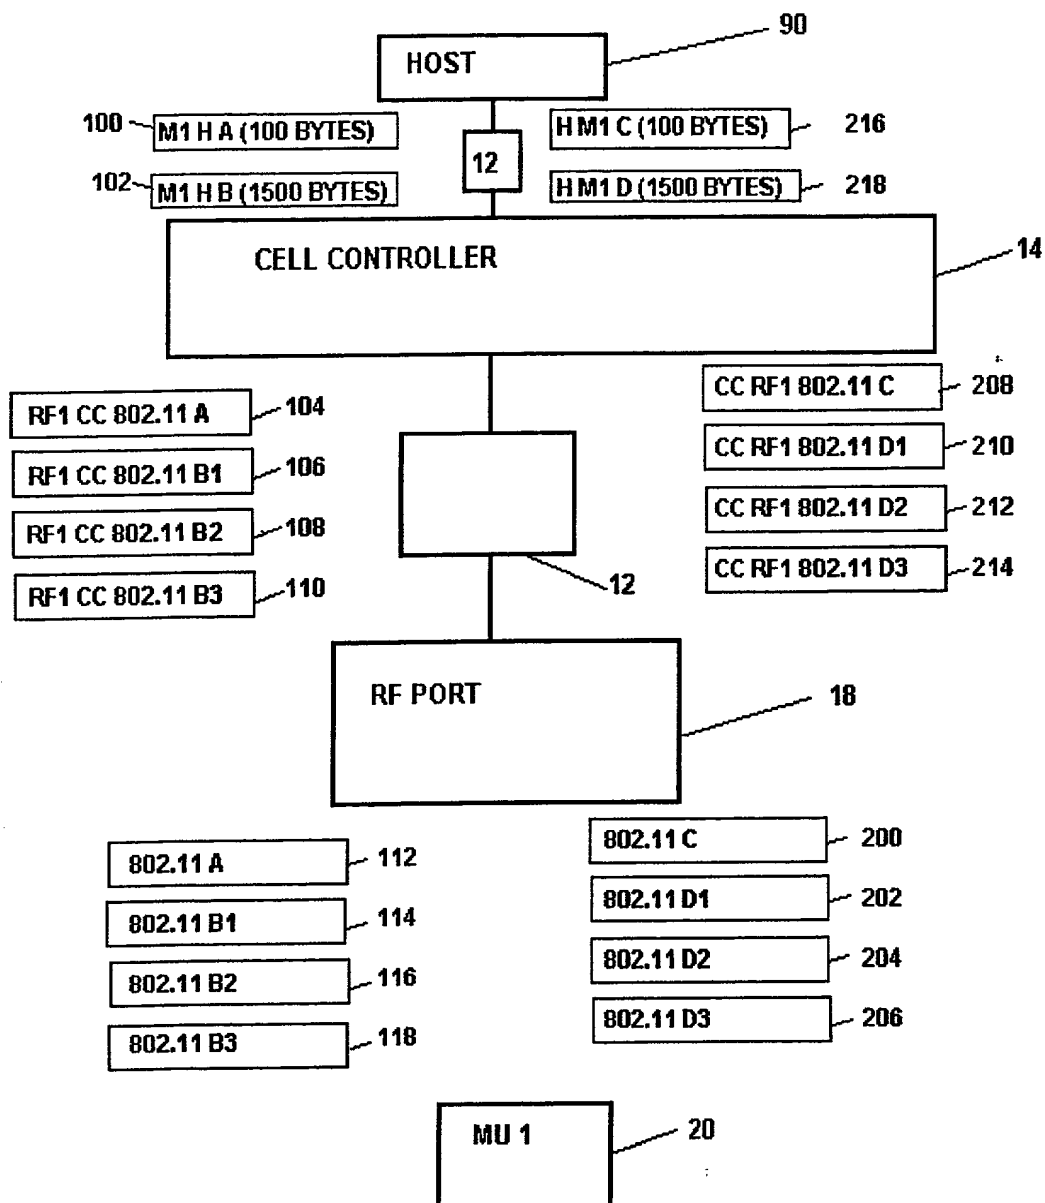 90
HOST
100 M1 H A (100 BYTES) H M1 C (100 BYTES) 216
12
102 M1 H B (1500 BYTES) H M1 D (1500 BYTES) 218
CELL CONTROLLER 14
CC RF1 802.11 C 208
RF1 CC 802.11 A 104
CC RF1 802.11 D1 210
RF1 CC 802.11 B1 106
CC RF1 802.11 D2 212
RF1 CC 802.11 B2 108
CC RF1 802.11 D3 214
RF1 CC 802.11 B3 110
12
RF PORT 18
802.11 C 200
802.11 A 112
802.11 D1 202
802.11 B1 114
802.11 D2 204
802.11 B2 116
802.11 D3 206
802.11 B3 118
MU 1 20